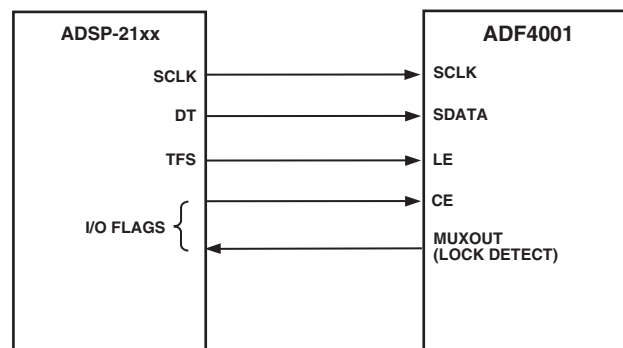 ADSP-21xx
ADF4001
SCLK
SCLK
DT
SDATA
TFS
LE
I/O FLAGS
CE
MUXOUT
(LOCK DETECT)